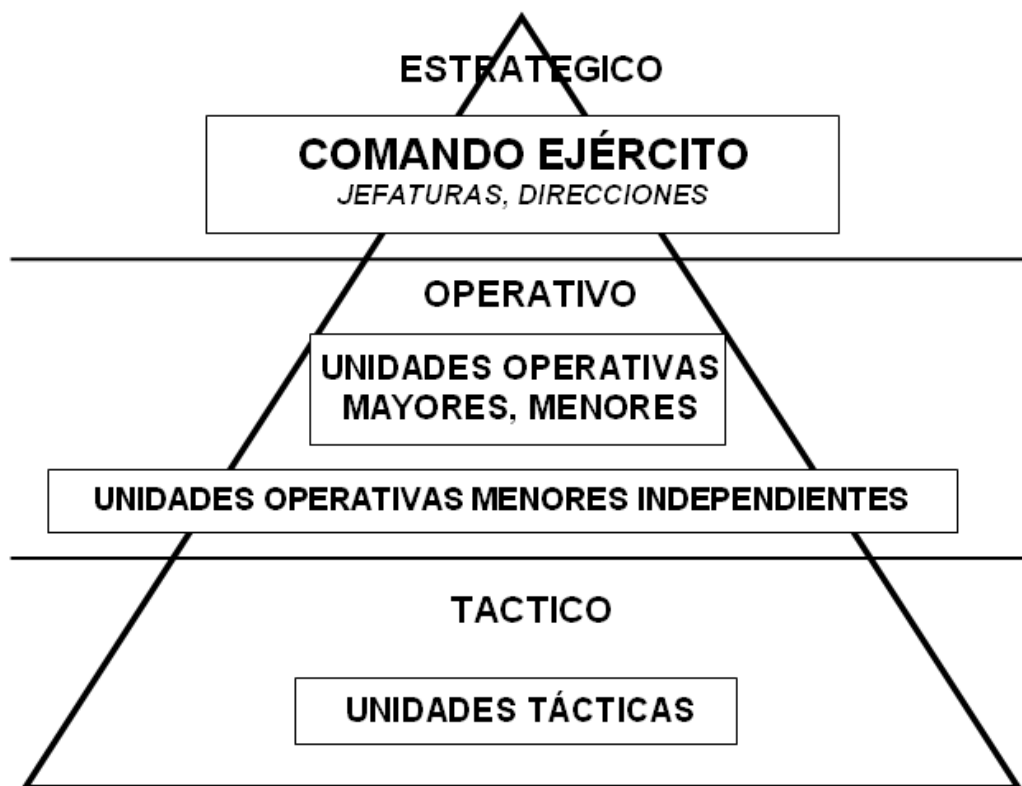 ESTRATEGICO
COMANDO EJÉRCITO
JEFATURAS, DIRECCIONES
OPERATIVO
UNIDADES OPERATIVAS
MAYORES, MENORES
UNIDADES OPERATIVAS MENORES INDEPENDIENTES
TACTICO
UNIDADES TÁCTICAS